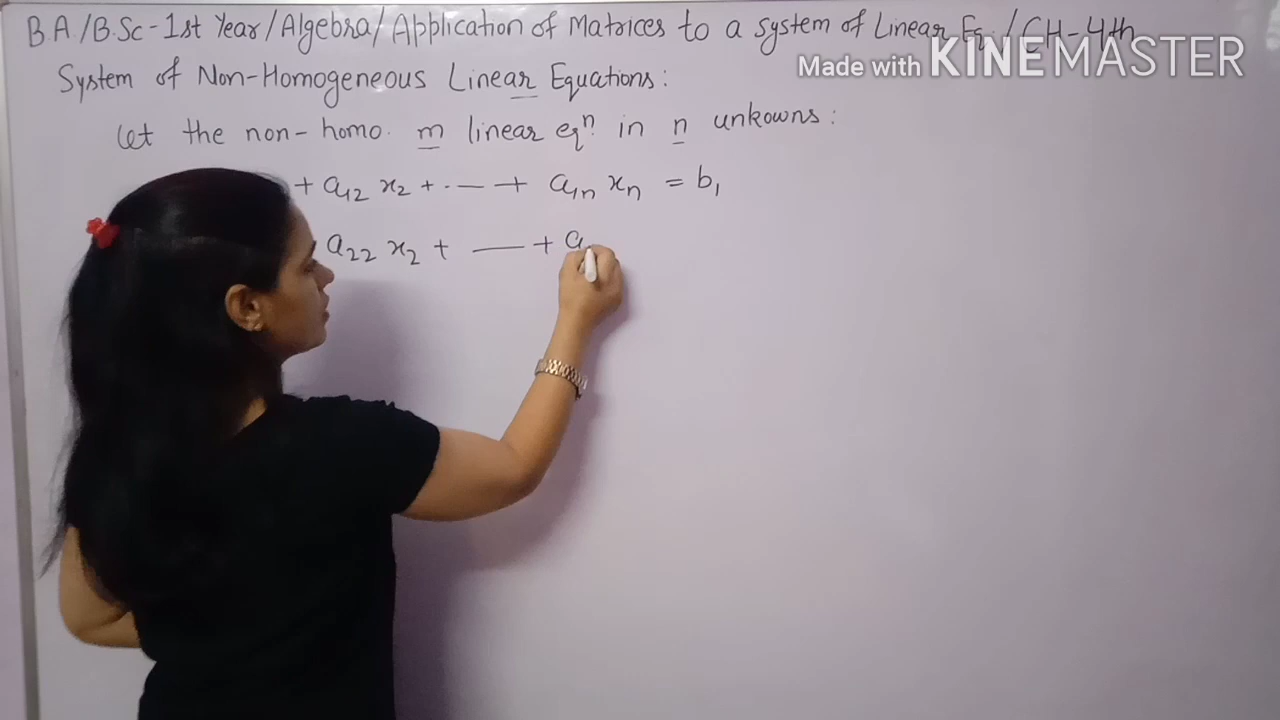 B.A./B.Sc-1st Year/Algebra/Application of Matrices to a system of Linear Eq./CH-4th
Made with KINEMASTER
System of Non-Homogeneous Linear Equations:
Let the non-homo. m linear eqⁿ. in n unkowns:
+ a₁₂ x₂ + ·—— + a₁ₙ xₙ = b₁
a₂₂ x₂ + —— + a